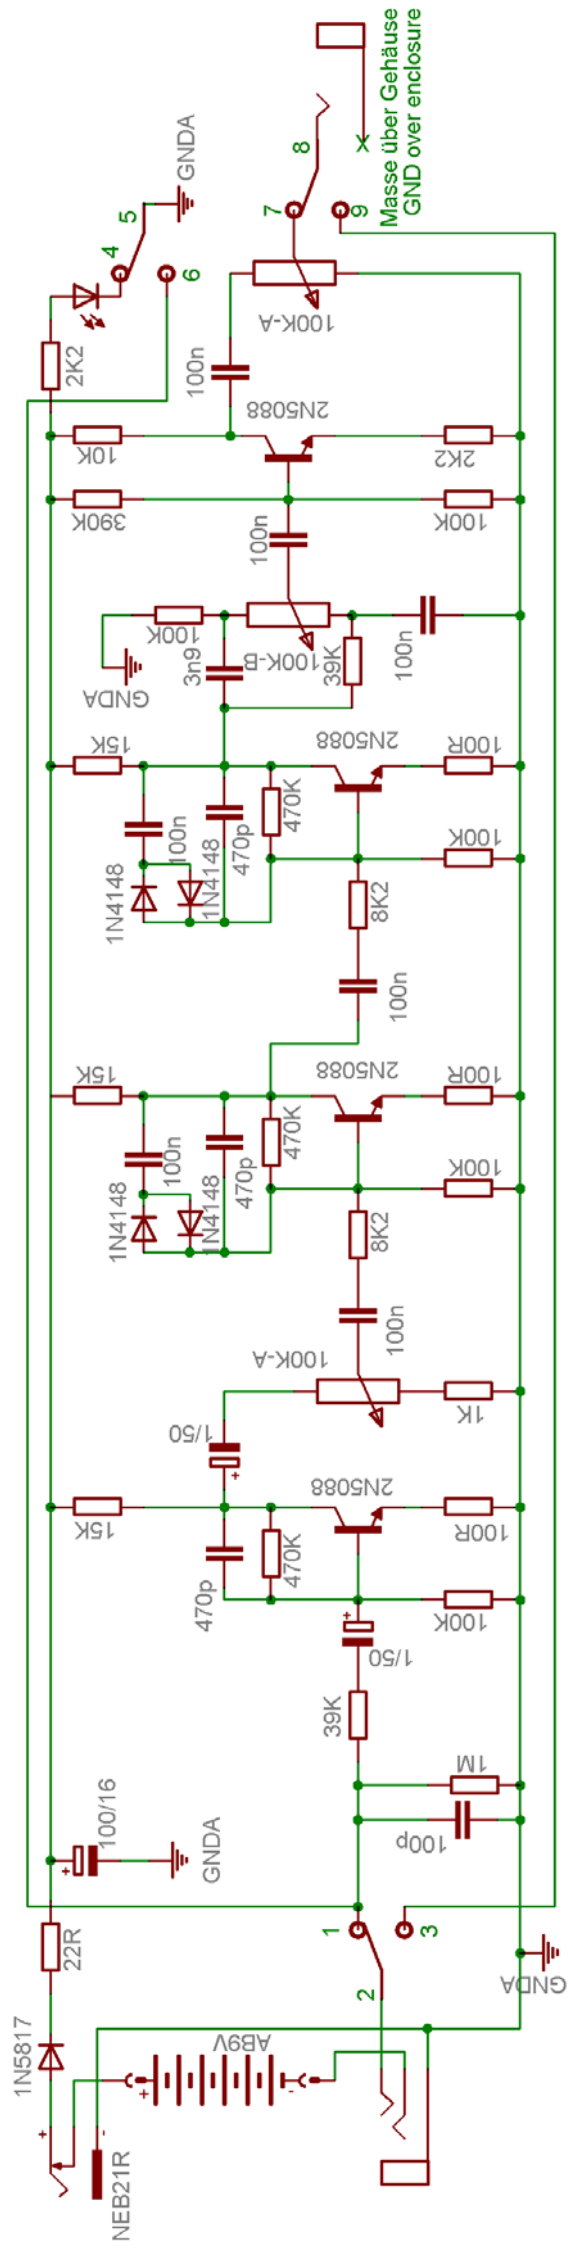 Masse über Gehäuse
GND over enclosure
X
8
7
9
GNDA
5
4
6
2K2
100K-A
100n
2N5088
10K
2K2
390K
100K
100n
100K
GNDA
3n9
100K-B
39K
100n
15K
2N5088
100R
100n
470p
470K
1N4148
1N4148
100K
8K2
100n
15K
2N5088
100R
100n
470p
470K
1N4148
1N4148
100K
8K2
100n
100K-A
1K
1/50
+
15K
2N5088
100R
470p
470K
100K
+
1/50
39K
1M
100p
100/16
+
GNDA
1
3
2
22R
GNDA
1N5817
AB9V
+
-
+
-
NEB21R